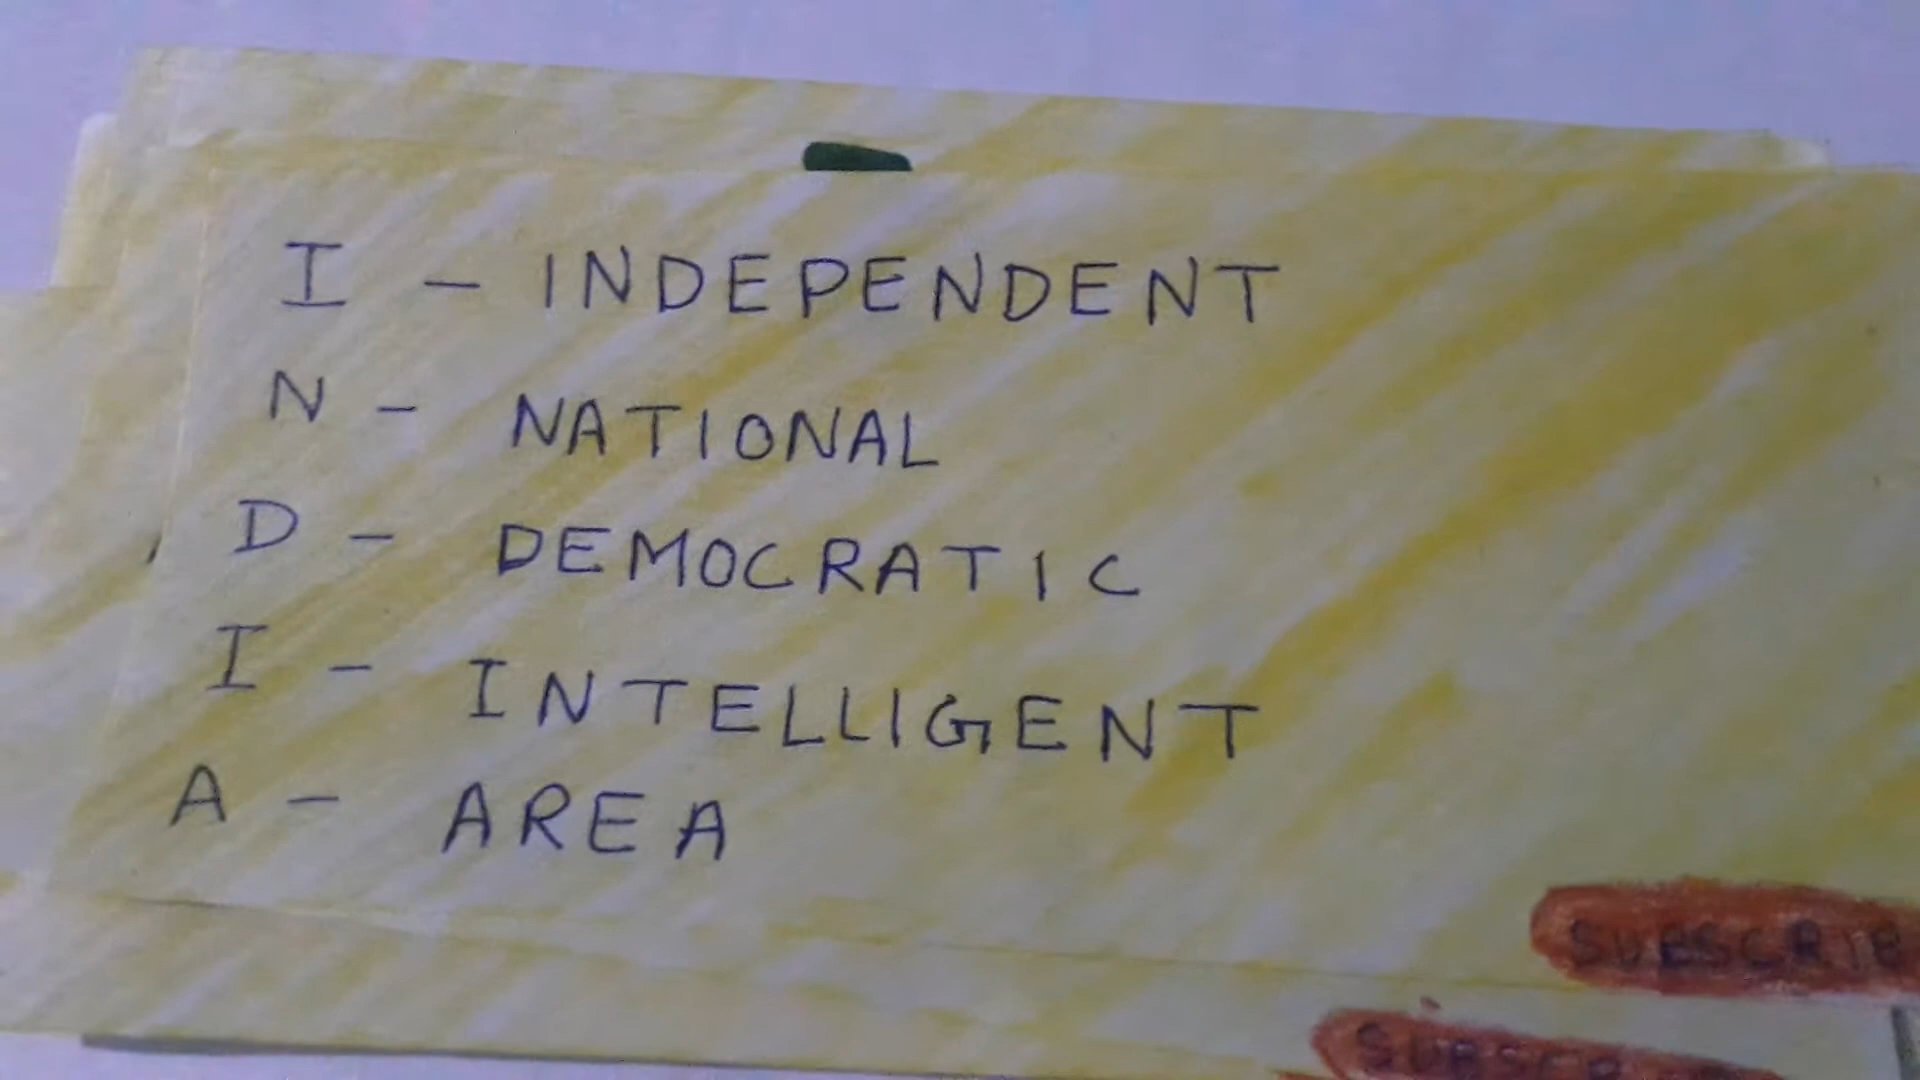 I - INDEPENDENT
N - NATIONAL
D - DEMOCRATIC
I - INTELLIGENT
A - AREA
SUBSCRIB